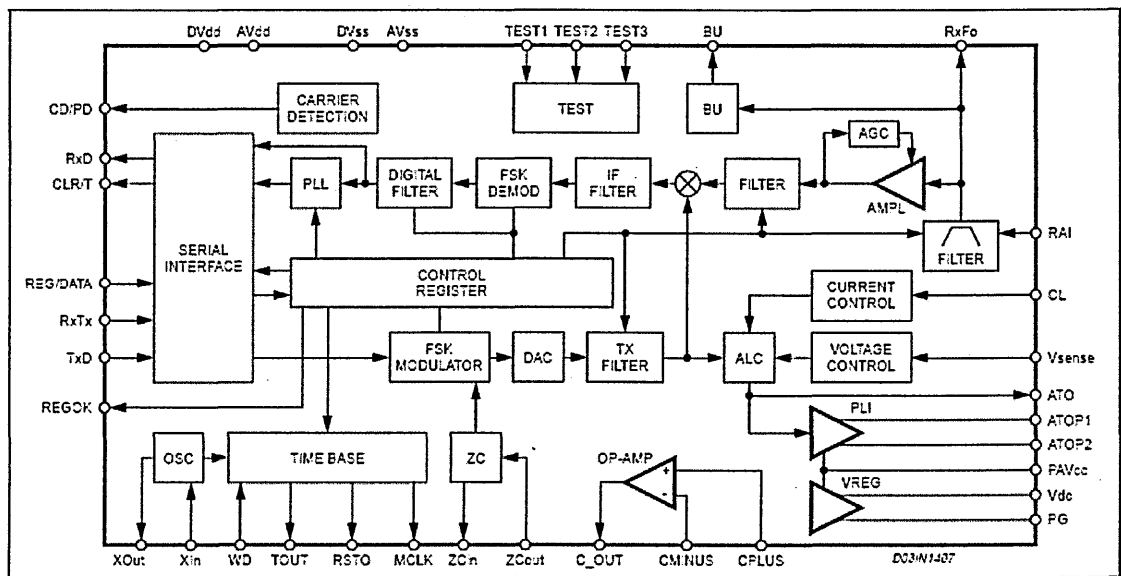 DVdd AVdd DVss AVss TEST1 TEST2 TEST3 BU RxFo
CD/PD
CARRIER
DETECTION
TEST
BU
AGC
RxD
CLR/T
PLL
DIGITAL
FILTER
FSK
DEMOD
IF
FILTER
FILTER
AMPL
SERIAL
INTERFACE
RAI
FILTER
REG/DATA
CONTROL
REGISTER
CURRENT
CONTROL
CL
RxTx
TxD
FSK
MODULATOR
DAC
TX
FILTER
ALC
VOLTAGE
CONTROL
Vsense
REGOK
ATO
PLI
ATOP1
ATOP2
OSC
TIME BASE
ZC
OP-AMP
+
-
PAVcc
VREG
Vdc
PG
XOut Xin WD TOUT RSTO MCLK ZCin ZCout C_OUT CMINUS CPLUS
D03IN1407